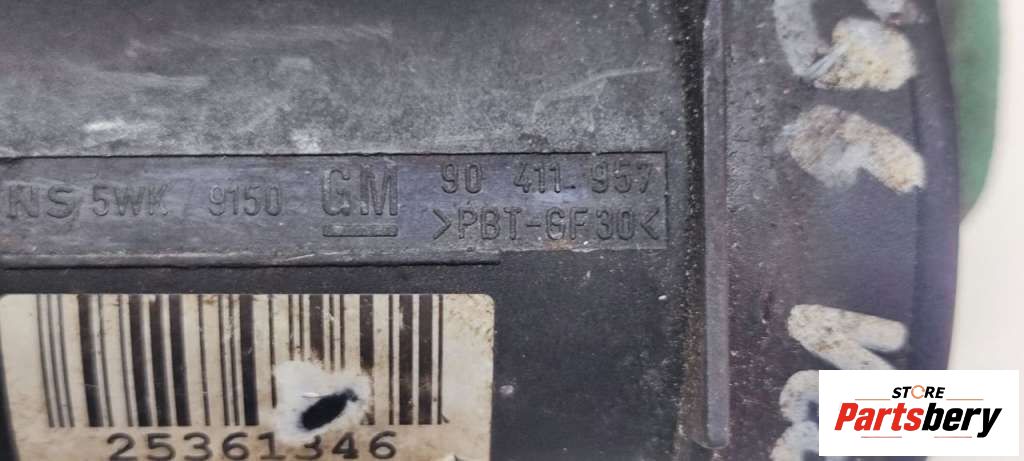 NS 5WK 9150 GM 90 411 957
>PBT-GF30<
25361346
STORE
Partsbery